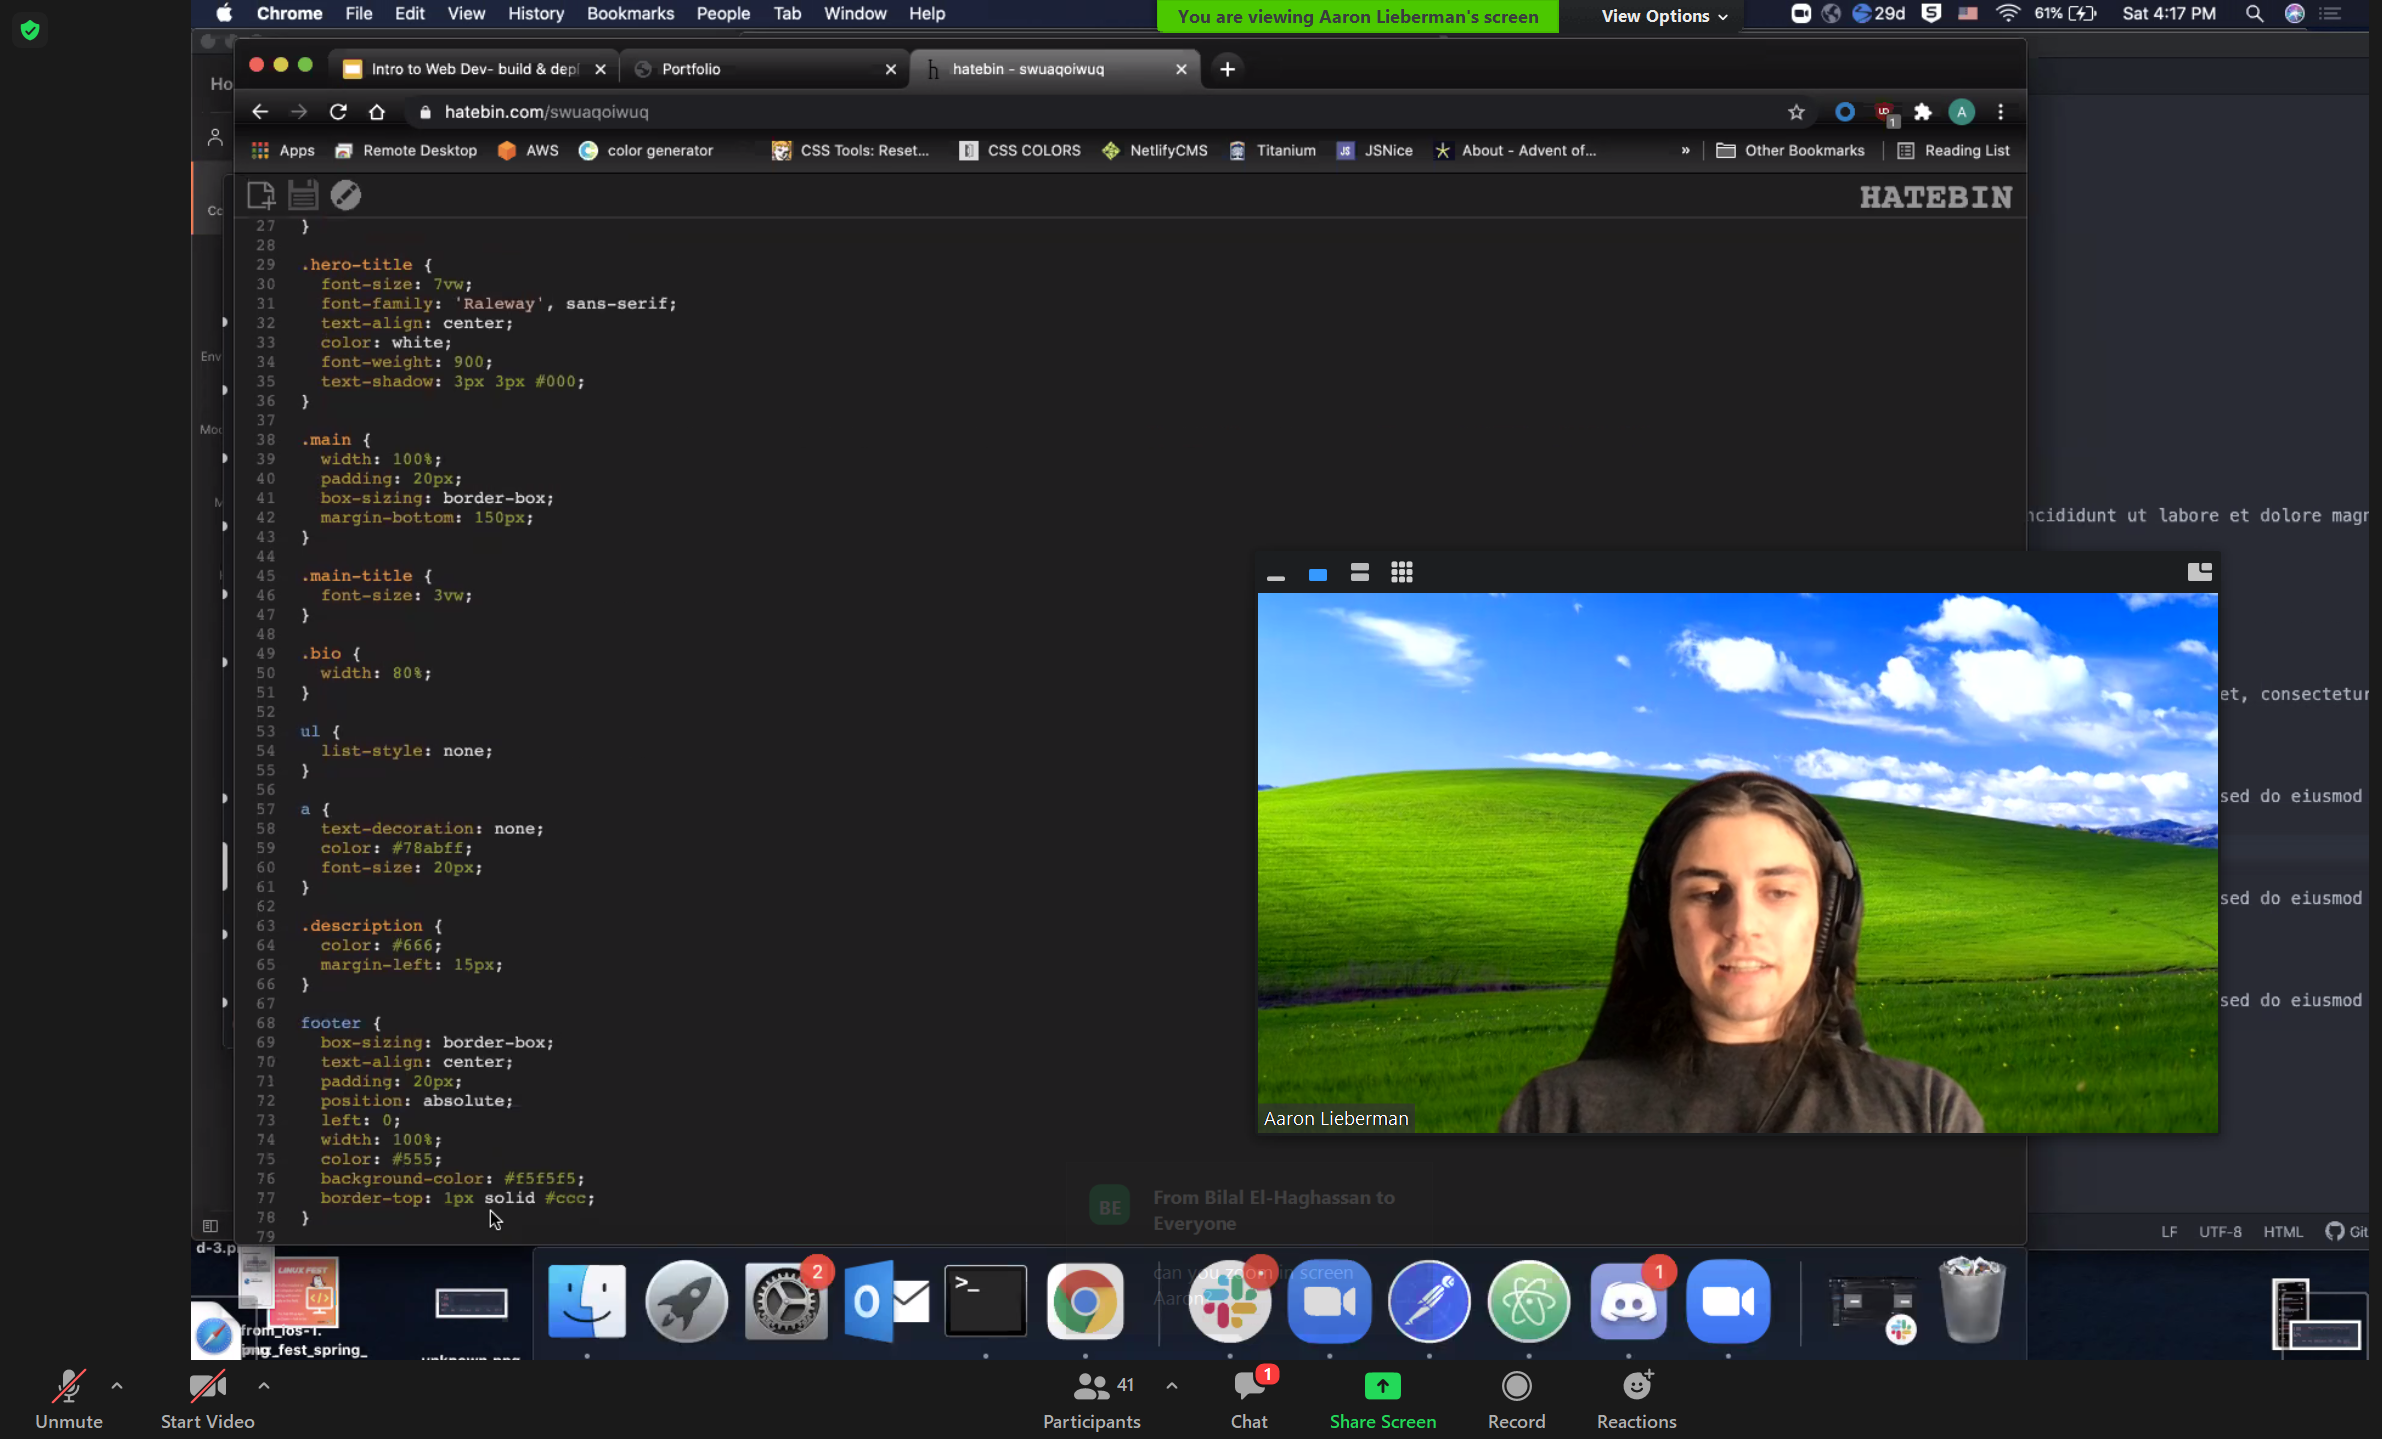 Chrome File Edit View History Bookmarks People Tab Window Help
You are viewing Aaron Lieberman's screen
View Options
29d
61%
Sat 4:17 PM
Intro to Web Dev- build & depl
Portfolio
hatebin - swuaqoiwuq
Ho
hatebin.com/swuaqoiwuq
UD
1
A
Apps
Remote Desktop
AWS
color generator
CSS Tools: Reset...
CSS COLORS
NetlifyCMS
Titanium
JS JSNice
About - Advent of...
»
Other Bookmarks
Reading List
HATEBIN
27 }
28
29 .hero-title {
30 font-size: 7vw;
31 font-family: 'Raleway', sans-serif;
32 text-align: center;
33 color: white;
34 font-weight: 900;
35 text-shadow: 3px 3px #000;
36 }
37
38 .main {
39 width: 100%;
40 padding: 20px;
41 box-sizing: border-box;
42 margin-bottom: 150px;
43 }
44
45 .main-title {
46 font-size: 3vw;
47 }
48
49 .bio {
50 width: 80%;
51 }
52
53 ul {
54 list-style: none;
55 }
56
57 a {
58 text-decoration: none;
59 color: #78abff;
60 font-size: 20px;
61 }
62
63 .description {
64 color: #666;
65 margin-left: 15px;
66 }
67
68 footer {
69 box-sizing: border-box;
70 text-align: center;
71 padding: 20px;
72 position: absolute;
73 left: 0;
74 width: 100%;
75 color: #555;
76 background-color: #f5f5f5;
77 border-top: 1px solid #ccc;
78 }
79
Env
ncididunt ut labore et dolore magn
et, consectetur
sed do eiusmod
sed do eiusmod
sed do eiusmod
Aaron Lieberman
BE
From Bilal El-Haghassan to
Everyone
can you zoom in screen
Aaron?
LF UTF-8 HTML Git
d-3.p
LINUX FEST
from_ios-1.
_fest_spring_
unknown.png
2
1
Unmute
Start Video
41
Participants
1
Chat
Share Screen
Record
Reactions